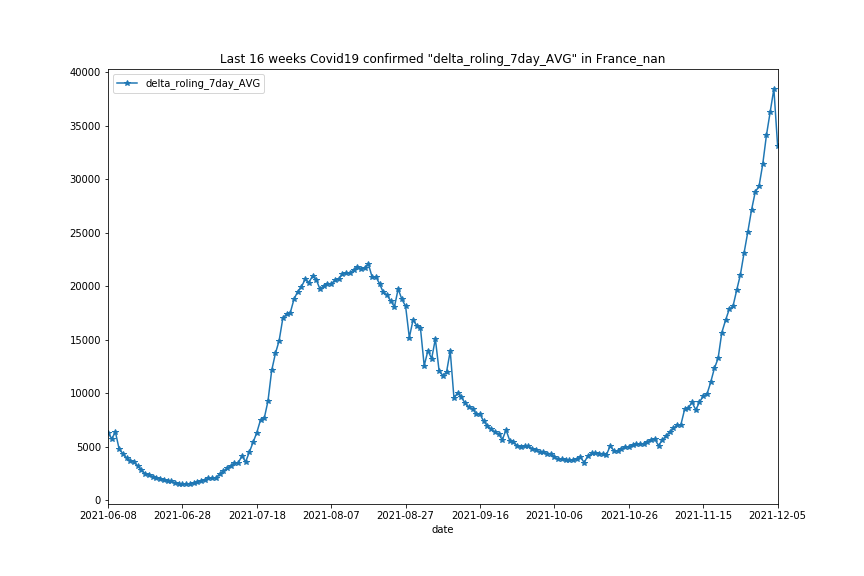 Last 16 weeks Covid19 confirmed "delta_roling_7day_AVG" in France_nan
delta_roling_7day_AVG
40000
35000
30000
25000
20000
15000
10000
5000
0
2021-06-08 2021-06-28 2021-07-18 2021-08-07 2021-08-27 2021-09-16 2021-10-06 2021-10-26 2021-11-15 2021-12-05
date